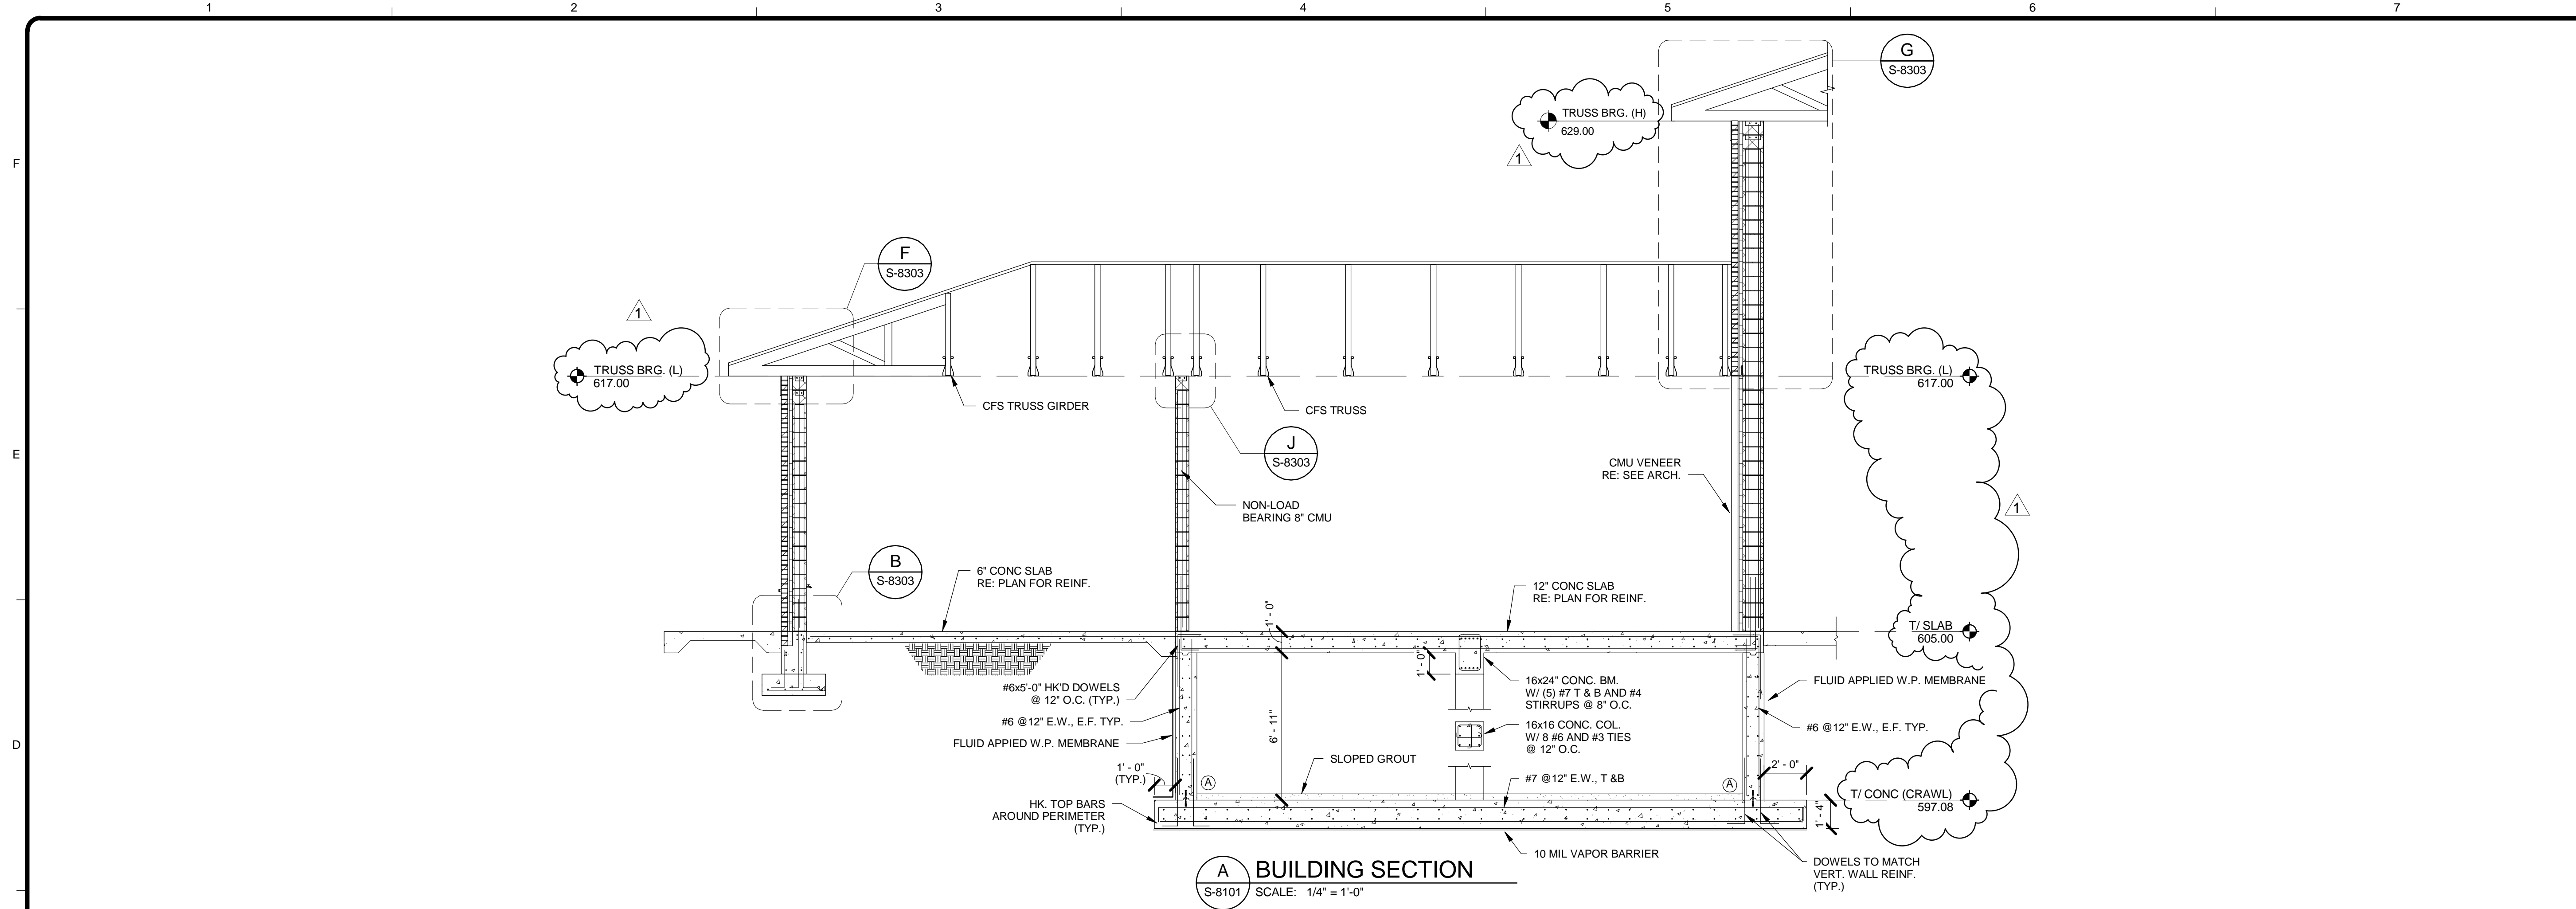 1 2 3 4 5 6 7
F
E
D
G
S-8303
TRUSS BRG. (H)
629.00
1
F
S-8303
1
TRUSS BRG. (L)
617.00
TRUSS BRG. (L)
617.00
CFS TRUSS GIRDER
CFS TRUSS
J
S-8303
CMU VENEER
RE: SEE ARCH.
NON-LOAD
BEARING 8" CMU
1
B
S-8303
6" CONC SLAB
RE: PLAN FOR REINF.
12" CONC SLAB
RE: PLAN FOR REINF.
1' - 0"
T/ SLAB
605.00
1' - 0"
#6x5'-0" HK'D DOWELS
@ 12" O.C. (TYP.)
16x24" CONC. BM.
W/ (5) #7 T & B AND #4
STIRRUPS @ 8" O.C.
FLUID APPLIED W.P. MEMBRANE
#6 @12" E.W., E.F. TYP.
6' - 11"
16x16 CONC. COL.
W/ 8 #6 AND #3 TIES
@ 12" O.C.
#6 @12" E.W., E.F. TYP.
FLUID APPIED W.P. MEMBRANE
SLOPED GROUT
1' - 0"
(TYP.)
A
#7 @12" E.W., T &B
A
2' - 0"
T/ CONC (CRAWL)
597.08
1' - 4"
HK. TOP BARS
AROUND PERIMETER
(TYP.)
10 MIL VAPOR BARRIER
DOWELS TO MATCH
VERT. WALL REINF.
(TYP.)
A
S-8101
BUILDING SECTION
SCALE: 1/4" = 1'-0"